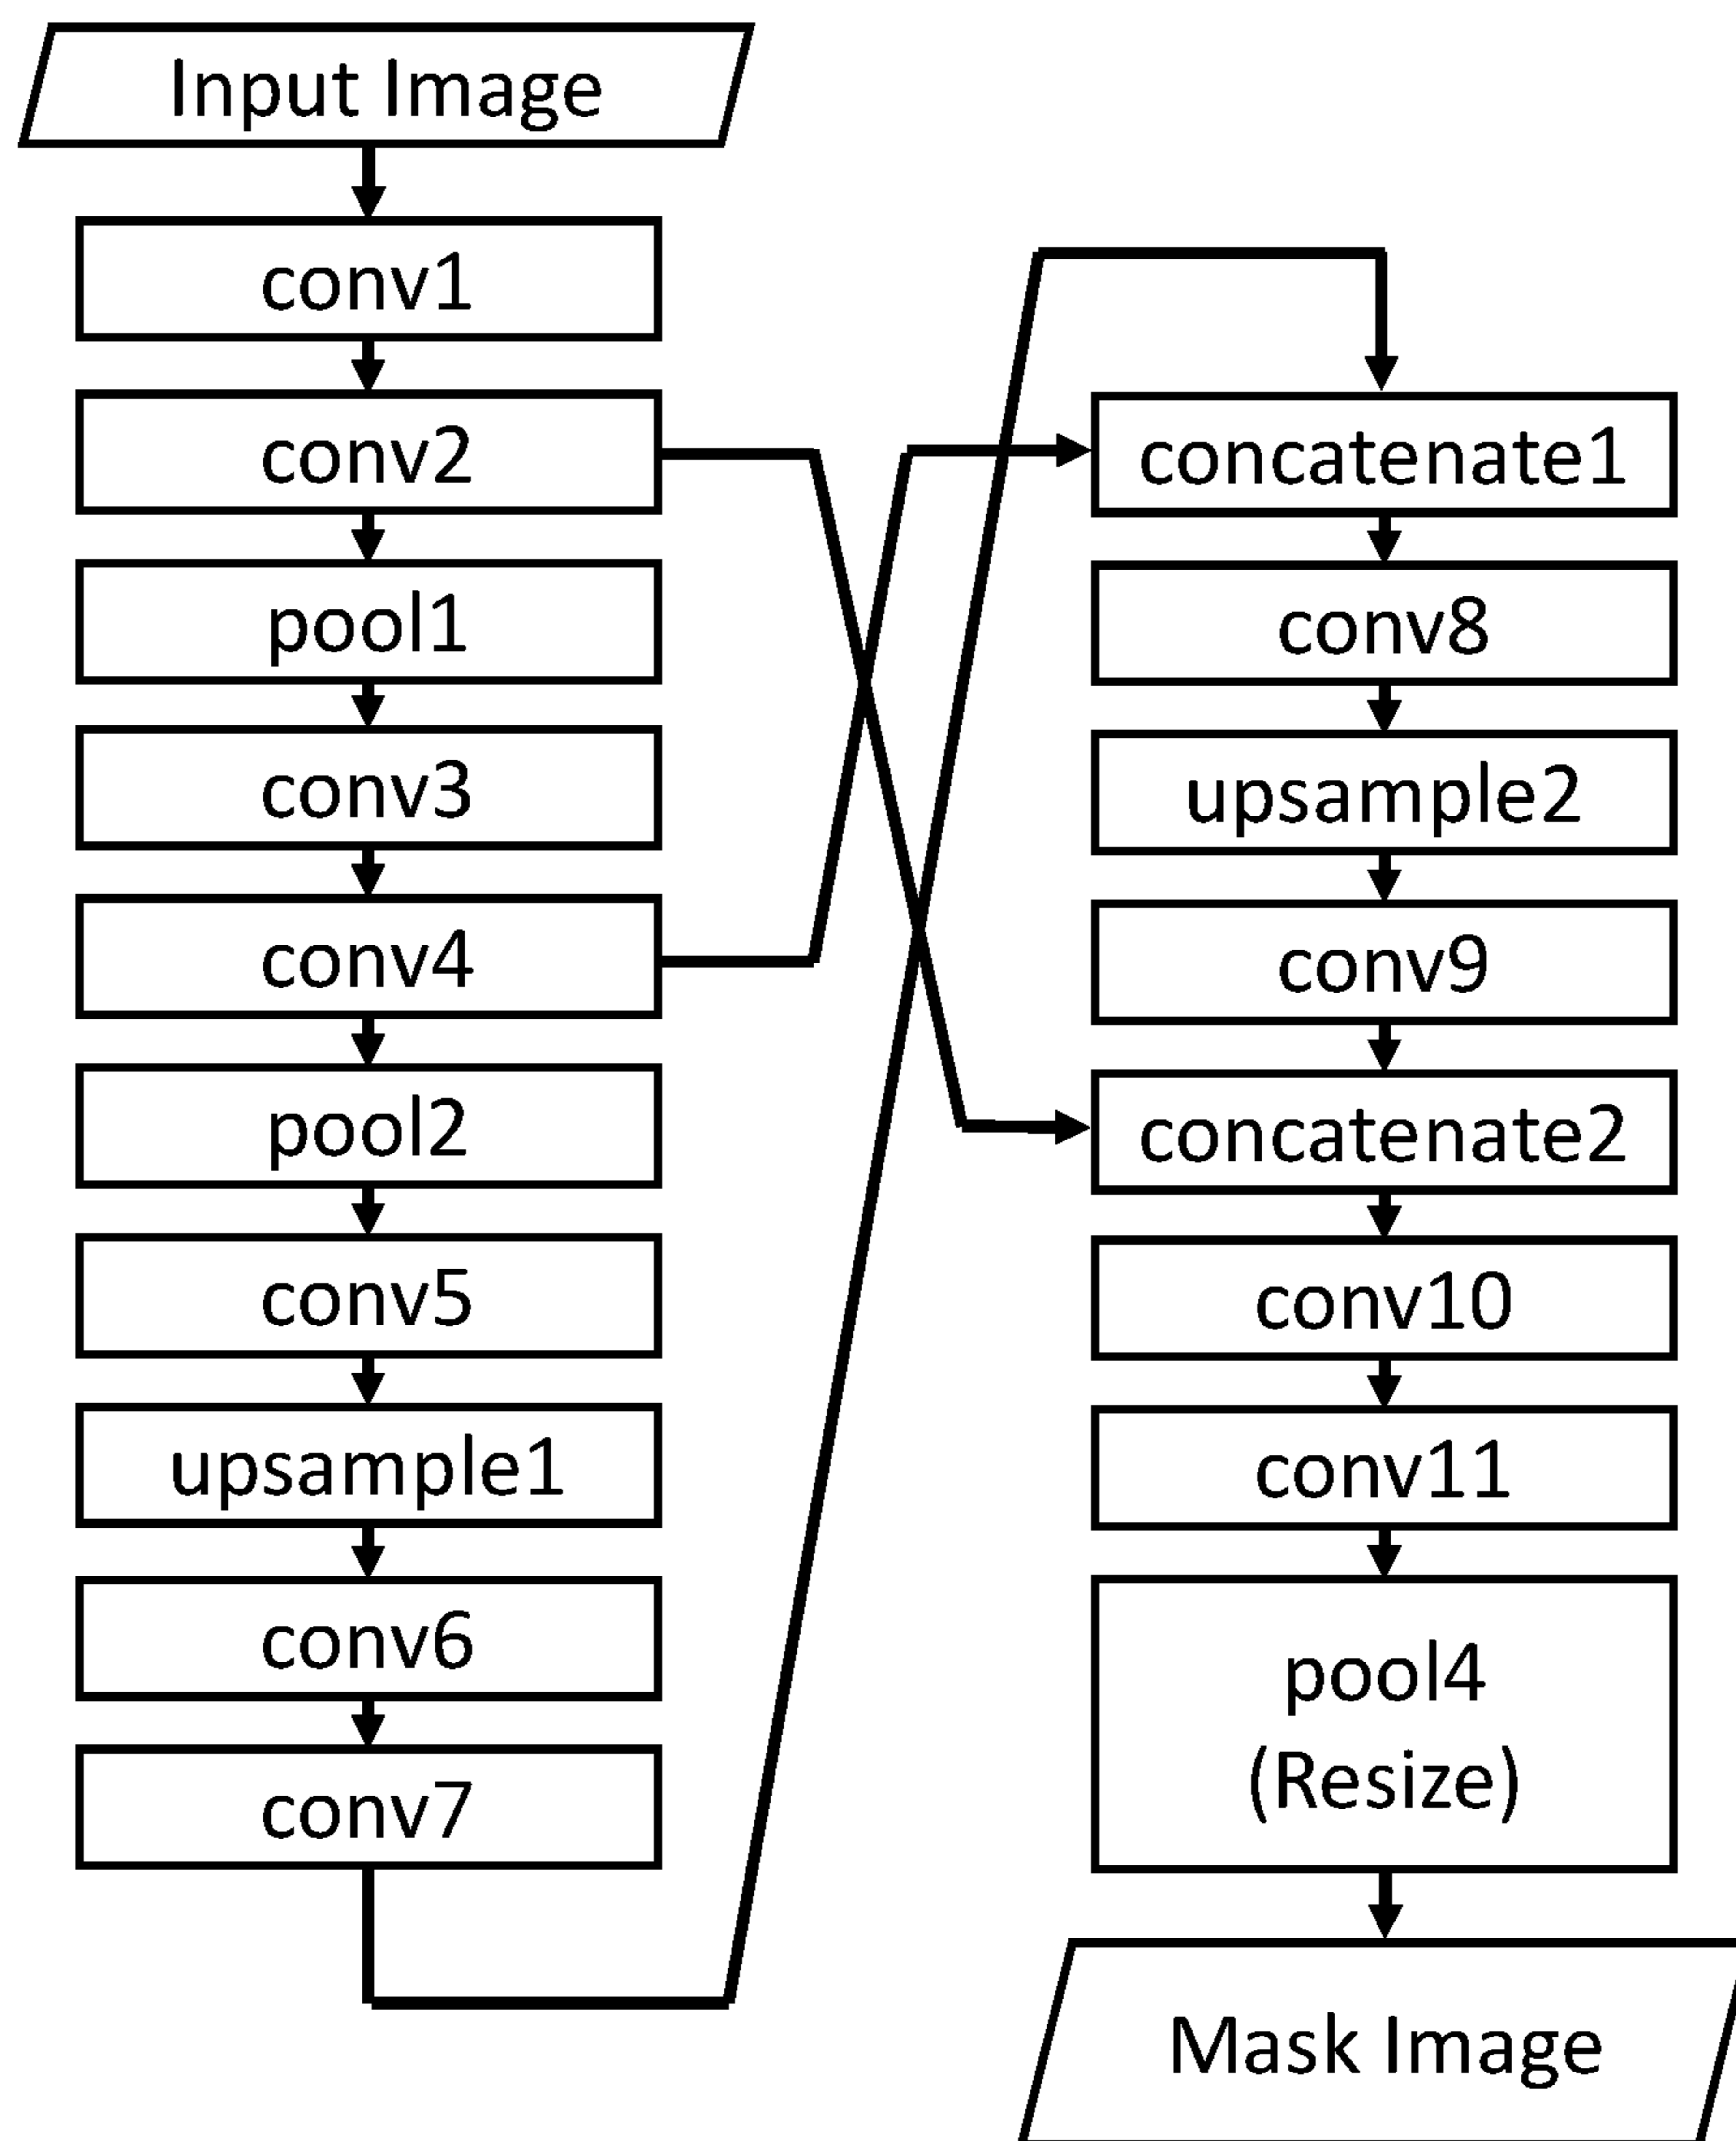 Input Image
conv1
conv2
pool1
conv3
conv4
pool2
conv5
upsample1
conv6
conv7
concatenate1
conv8
upsample2
conv9
concatenate2
conv10
conv11
pool4
(Resize)
Mask Image